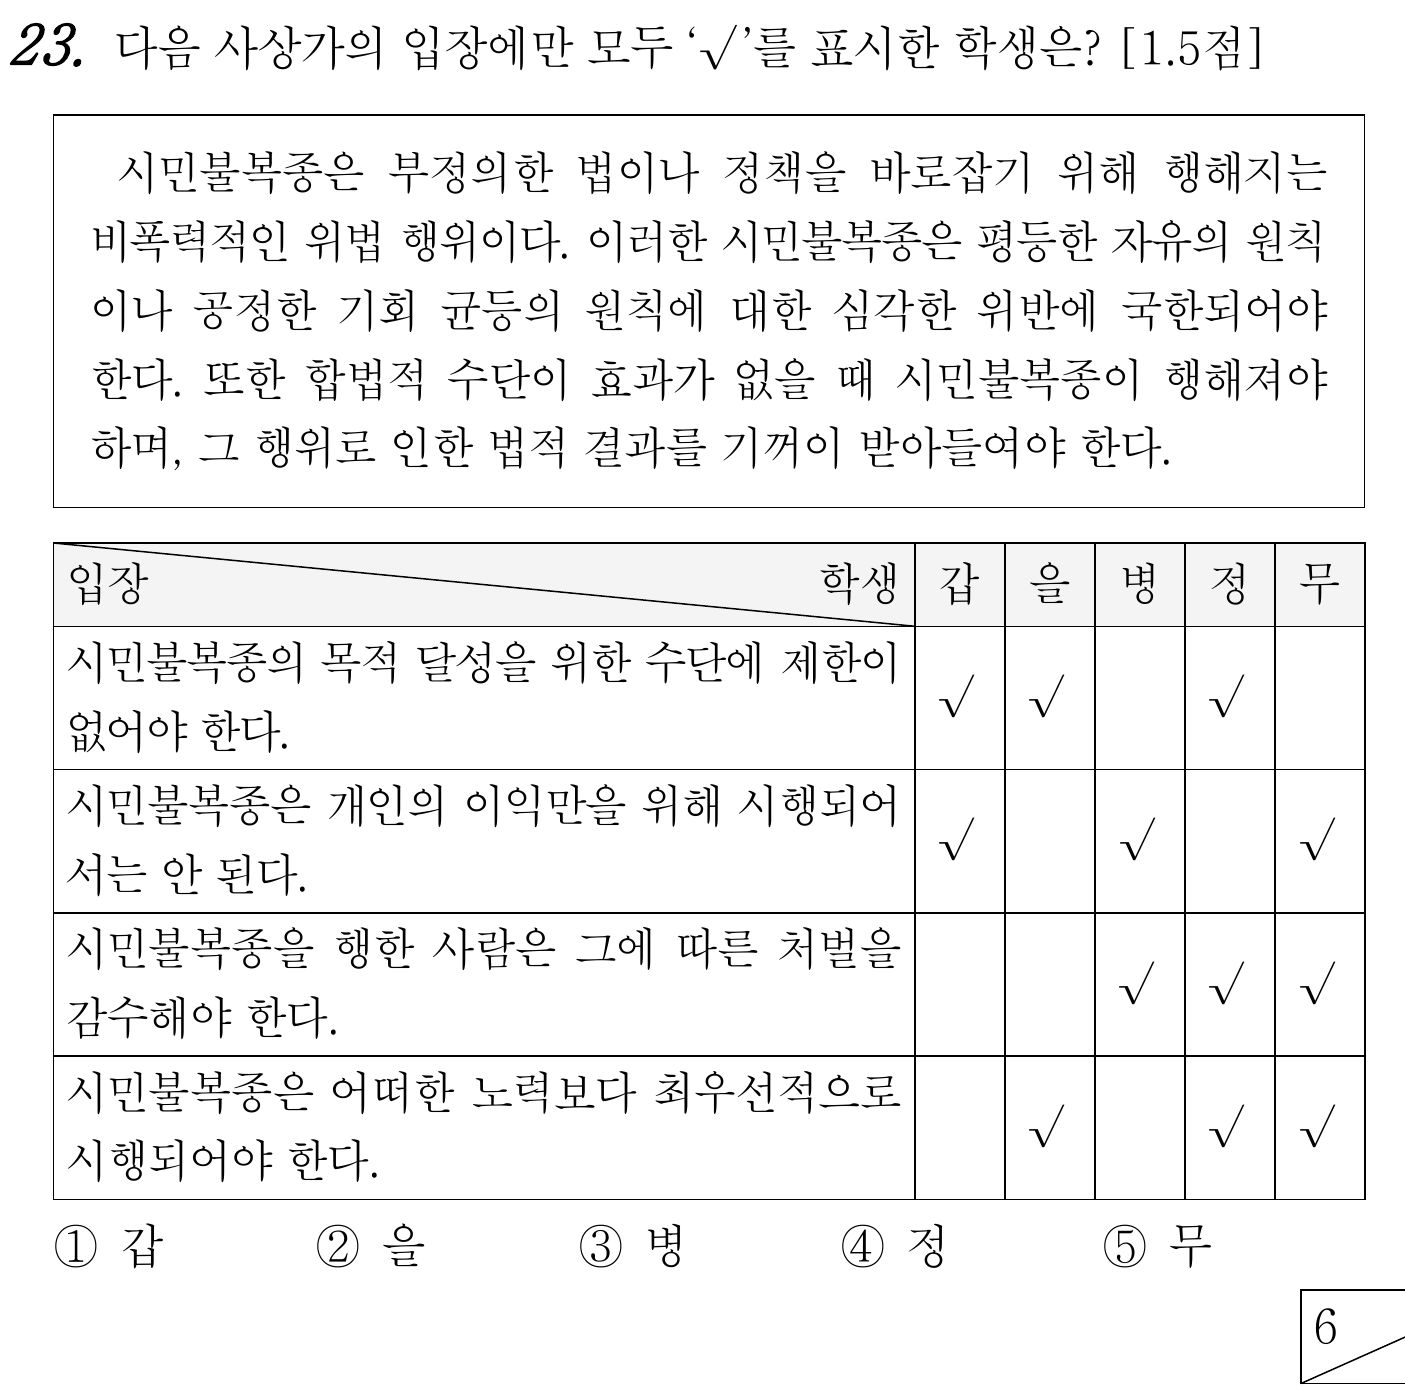 23. 다음 사상가의 입장에만 모두 ‘√’를 표시한 학생은? [1.5점]
시민불복종은 부정의한 법이나 정책을 바로잡기 위해 행해지는
비폭력적인 위법 행위이다. 이러한 시민불복종은 평등한 자유의 원칙
이나 공정한 기회 균등의 원칙에 대한 심각한 위반에 국한되어야
한다. 또한 합법적 수단이 효과가 없을 때 시민불복종이 행해져야
하며, 그 행위로 인한 법적 결과를 기꺼이 받아들여야 한다.
입장 학생 갑 을 병 정 무
시민불복종의 목적 달성을 위한 수단에 제한이
없어야 한다. √ √ √
시민불복종은 개인의 이익만을 위해 시행되어
서는 안 된다. √ √ √
시민불복종을 행한 사람은 그에 따른 처벌을
감수해야 한다. √ √ √
시민불복종은 어떠한 노력보다 최우선적으로
시행되어야 한다. √ √ √
① 갑 ② 을 ③ 병 ④ 정 ⑤ 무
6